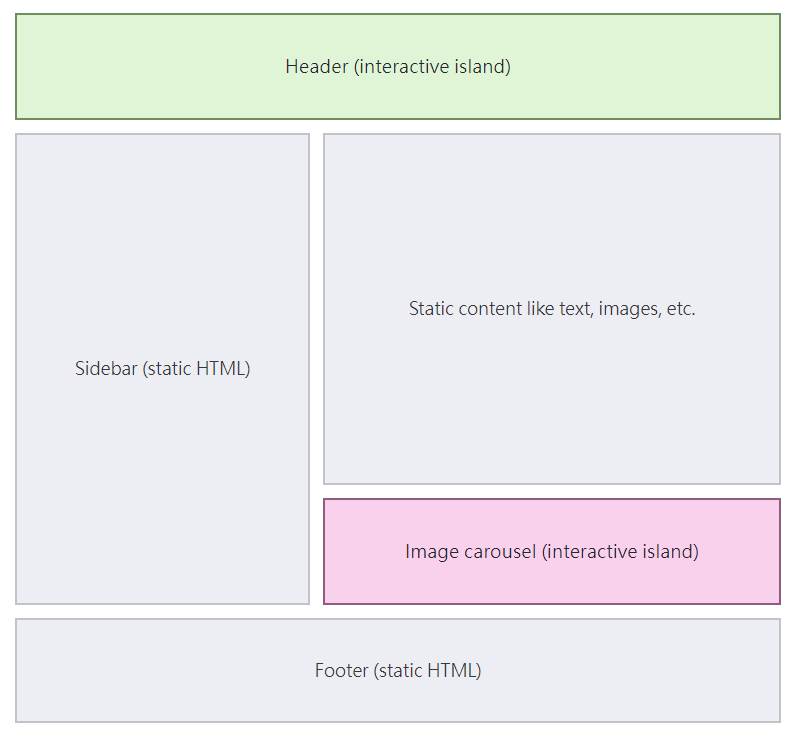 Header (interactive island)
Sidebar (static HTML)
Static content like text, images, etc.
Image carousel (interactive island)
Footer (static HTML)